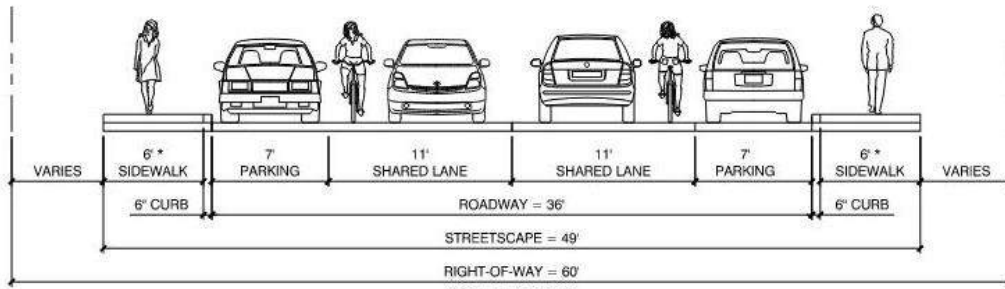 6' *
7'
11'
11'
7'
6' *
VARIES
SIDEWALK
PARKING
SHARED LANE
SHARED LANE
PARKING
SIDEWALK
VARIES
6" CURB
ROADWAY = 36'
6" CURB
STREETSCAPE = 49'
RIGHT-OF-WAY = 60'